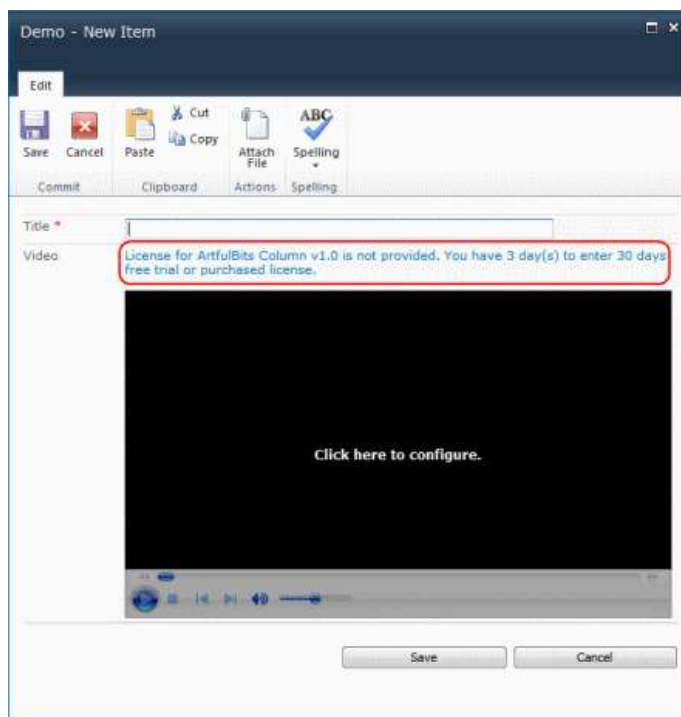 Demo - New Item
Edit
Save
Cancel
Paste
Cut
Copy
Attach File
ABC
Spelling
Commit
Clipboard
Actions
Spelling
Title *
Video
License for ArtfulBits Column v1.0 is not provided. You have 3 day(s) to enter 30 days
free trial or purchased license.
Click here to configure.
Save
Cancel